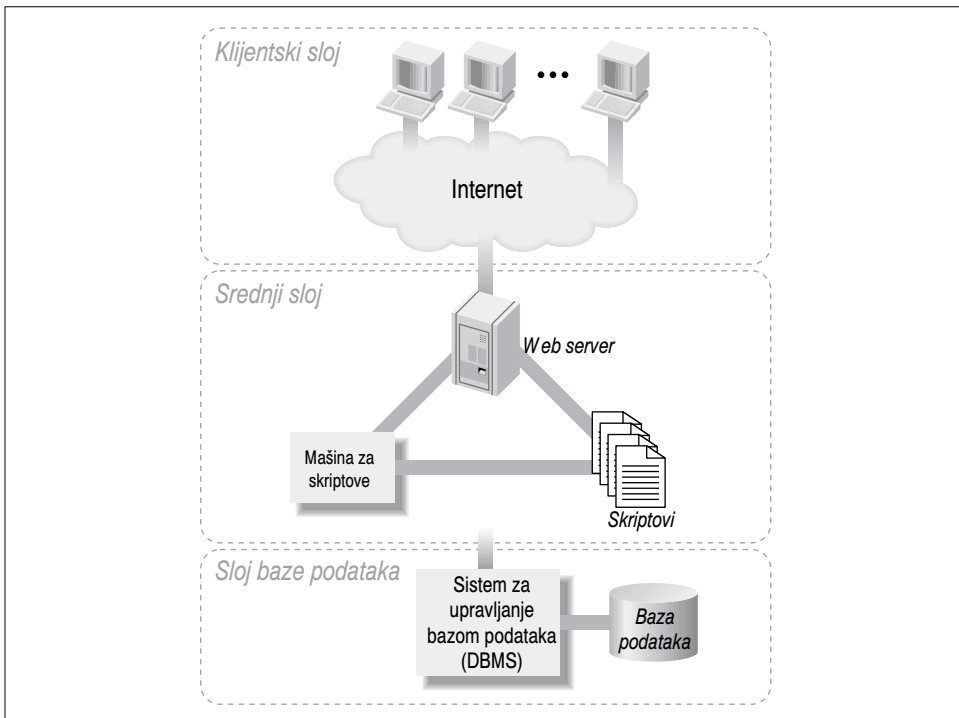 Klijentski sloj
Internet
Srednji sloj
Web server
Mašina za
skriptove
Skriptovi
Sloj baze podataka
Sistem za
upravljanje
bazom podataka
(DBMS)
Baza
podataka